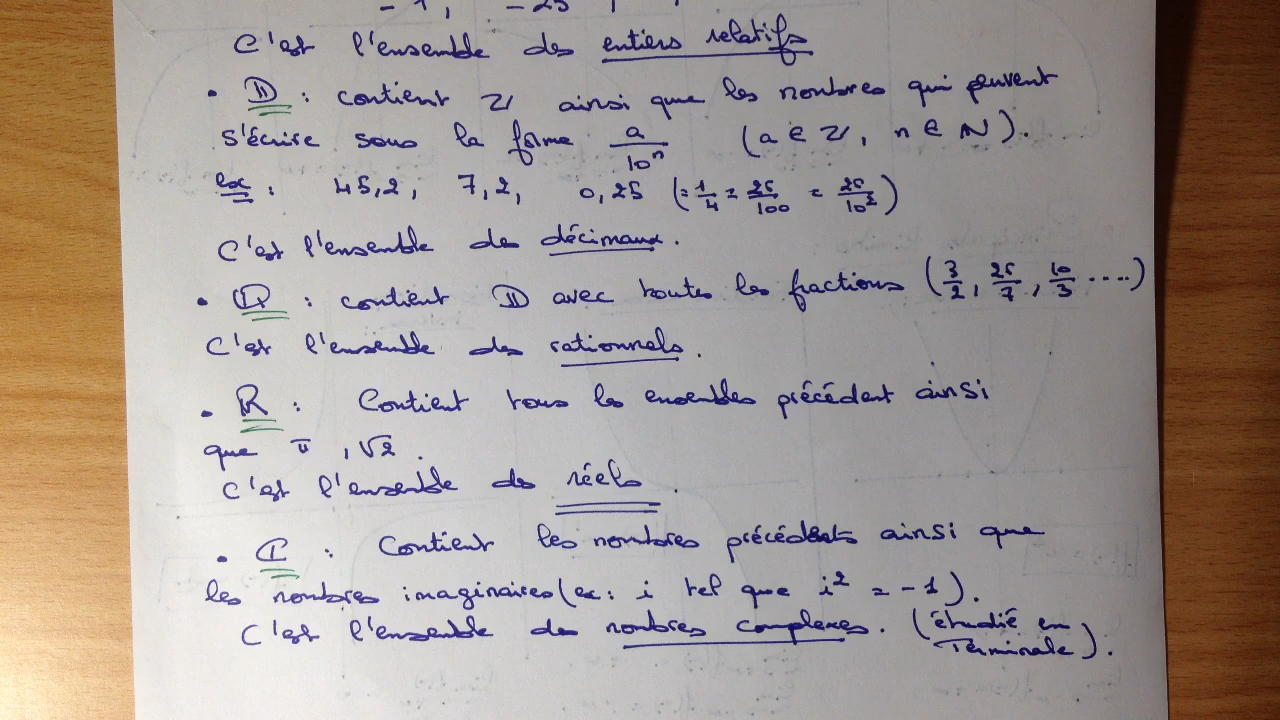 -1, -25,
C'est l'ensemble des entiers relatifs
• 𝔻 : contient ℤ ainsi que les nombres qui peuvent
s'écrire sous la forme a/10^n (a ∈ ℤ, n ∈ ℕ).
ex : 45,2, 7,2, 0,25 (= 1/4 = 25/100 = 25/10²)
C'est l'ensemble des décimaux.
• ℚ : contient 𝔻 avec toutes les fractions (3/2, 25/7, 10/3 ....)
C'est l'ensemble des rationnels.
• ℝ : Contient tous les ensembles précédent ainsi
que π, √2.
C'est l'ensemble des réels.
• ℂ : Contient les nombres précédents ainsi que
les nombres imaginaires (ex: i tel que i² = -1).
C'est l'ensemble des nombres complexes. (étudié en
Terminale).